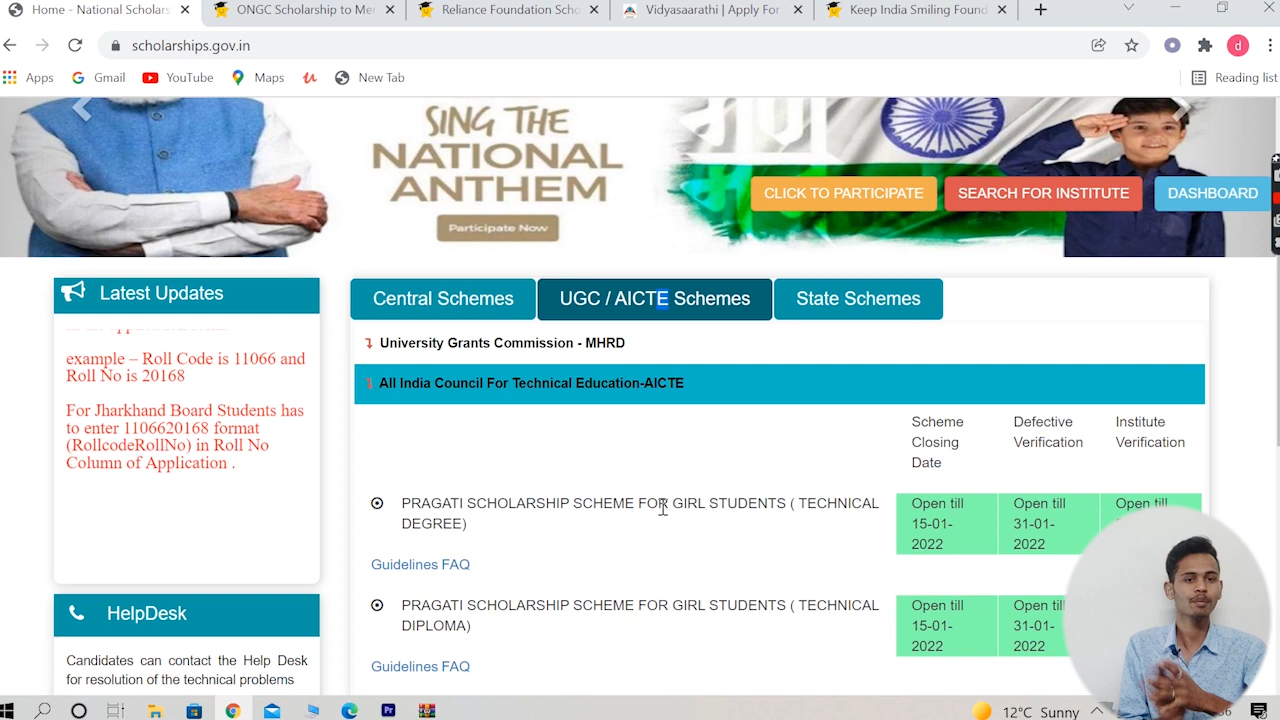 Home - National Scholars
ONGC Scholarship to Mer
Reliance Foundation Scho
Vidyasaarathi | Apply For
Keep India Smiling Found
scholarships.gov.in
d
Apps
Gmail
YouTube
Maps
New Tab
Reading list
SING THE
NATIONAL
ANTHEM
Participate Now
CLICK TO PARTICIPATE
SEARCH FOR INSTITUTE
DASHBOARD
Latest Updates
example – Roll Code is 11066 and
Roll No is 20168
For Jharkhand Board Students has
to enter 1106620168 format
(RollcodeRollNo) in Roll No
Column of Application .
HelpDesk
Candidates can contact the Help Desk
for resolution of the technical problems
Central Schemes
UGC / AICTE Schemes
State Schemes
University Grants Commission - MHRD
All India Council For Technical Education-AICTE
Scheme
Closing
Date
Defective
Verification
Institute
Verification
PRAGATI SCHOLARSHIP SCHEME FOR GIRL STUDENTS ( TECHNICAL
DEGREE)
Open till
15-01-
2022
Open till
31-01-
2022
Open till
Guidelines FAQ
PRAGATI SCHOLARSHIP SCHEME FOR GIRL STUDENTS ( TECHNICAL
DIPLOMA)
Open till
15-01-
2022
Open till
31-01-
2022
Guidelines FAQ
Pr
12°C Sunny